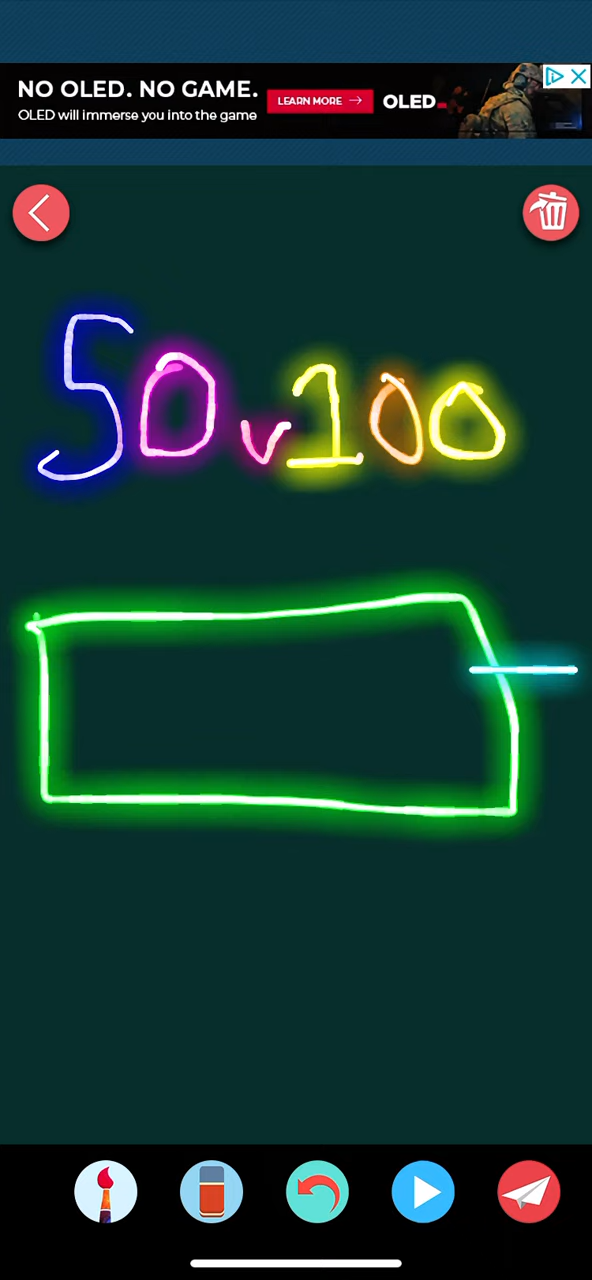 NO OLED. NO GAME.
OLED will immerse you into the game
LEARN MORE →
OLED
50v100